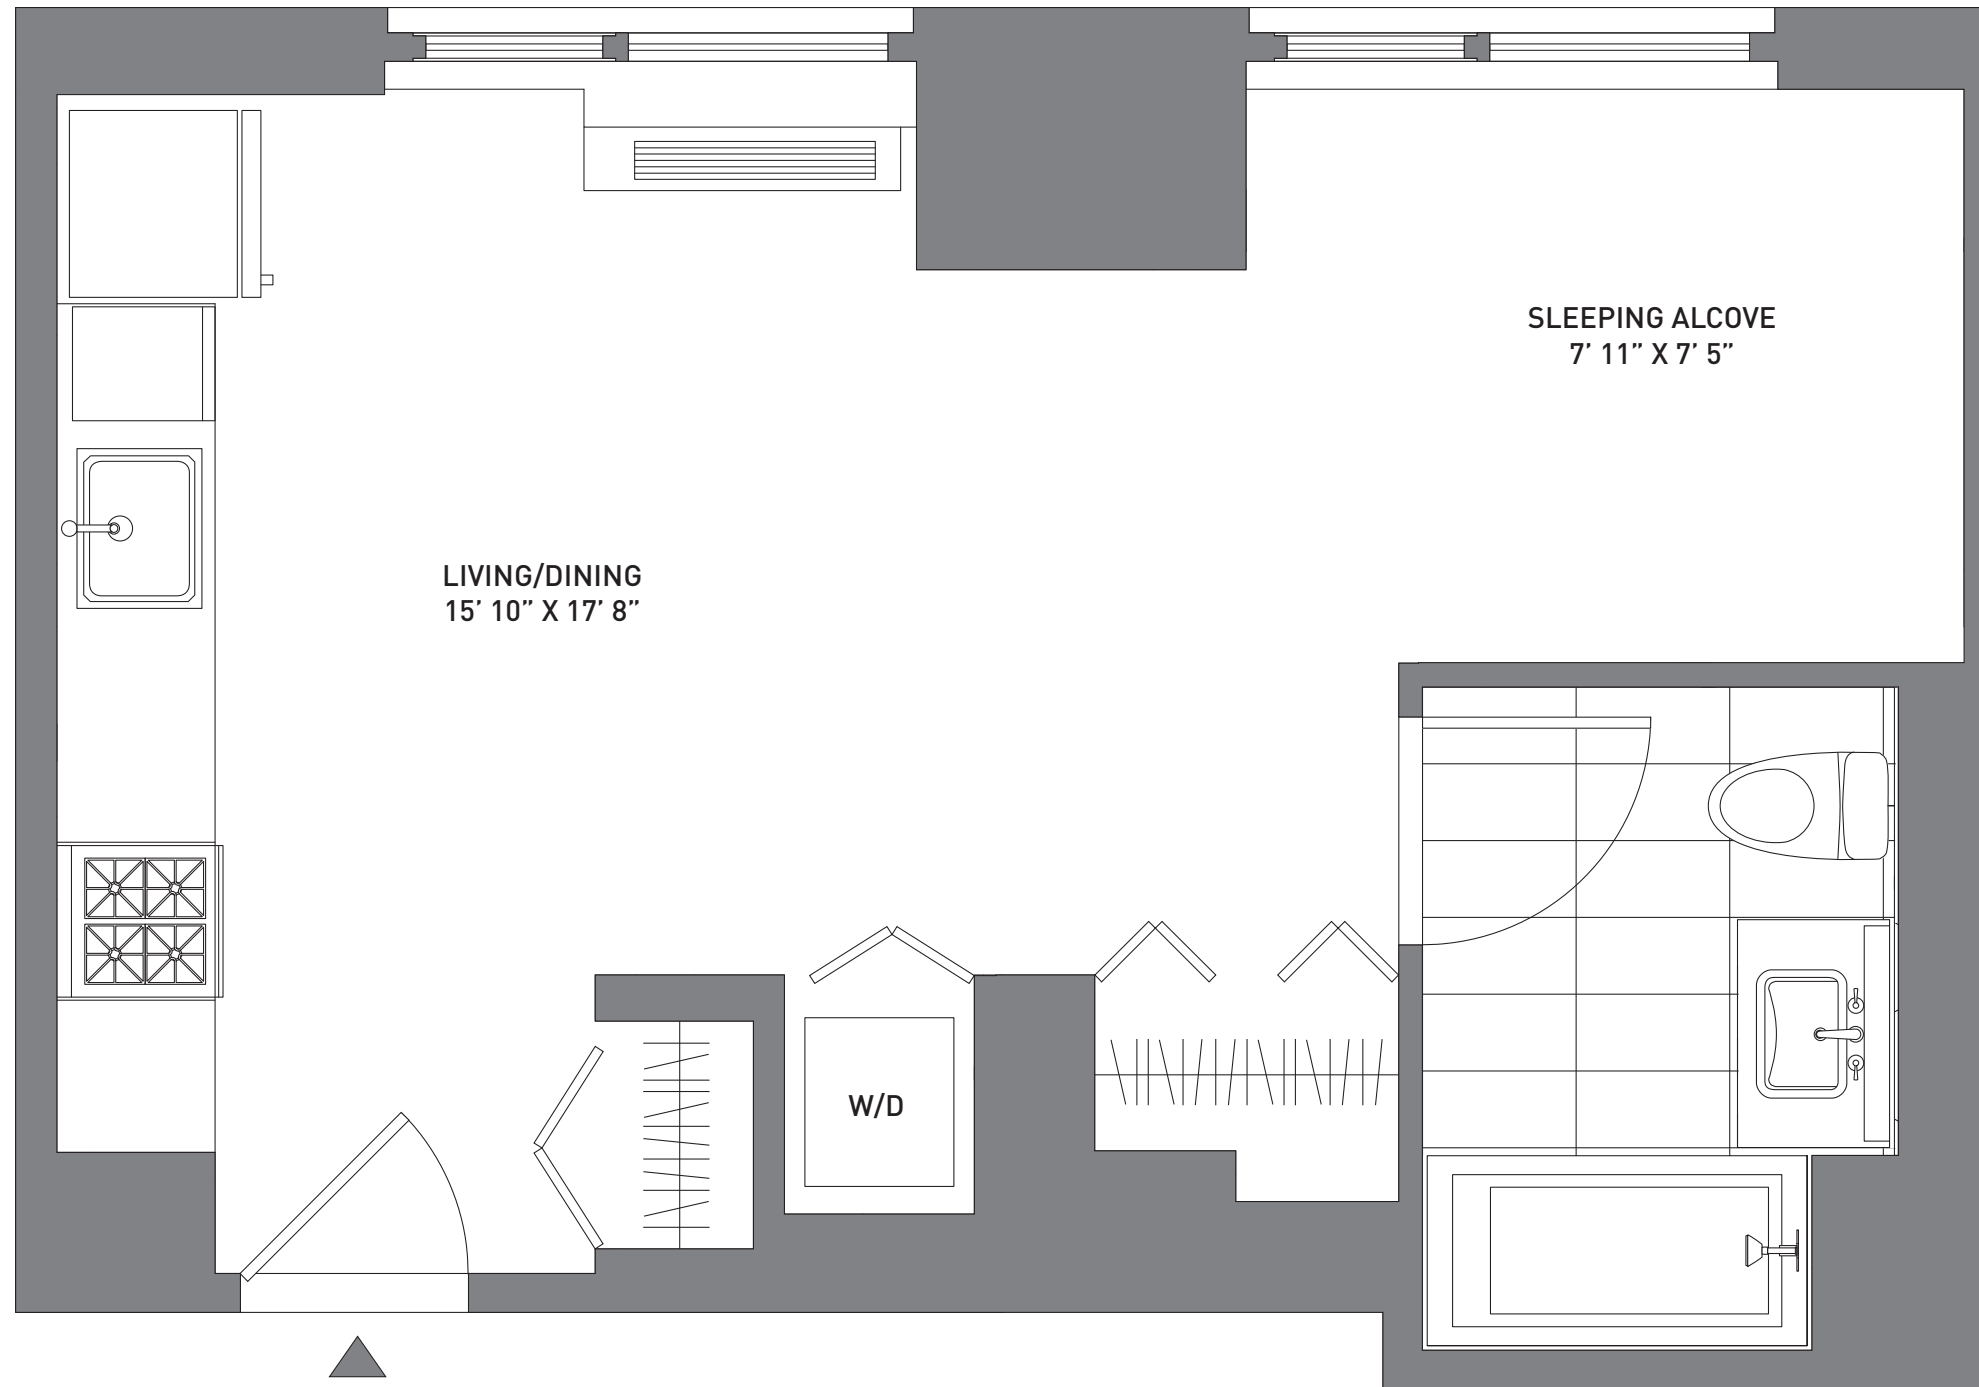 SLEEPING ALCOVE
7’ 11” X 7’ 5”
LIVING/DINING
15’ 10” X 17’ 8”
W/D